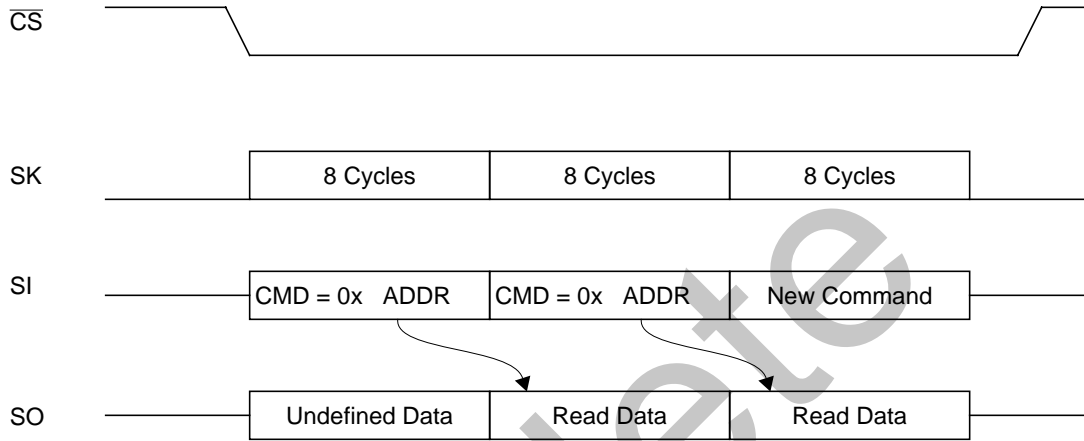 CS
SK 8 Cycles 8 Cycles 8 Cycles
SI CMD = 0x ADDR CMD = 0x ADDR New Command
SO Undefined Data Read Data Read Data